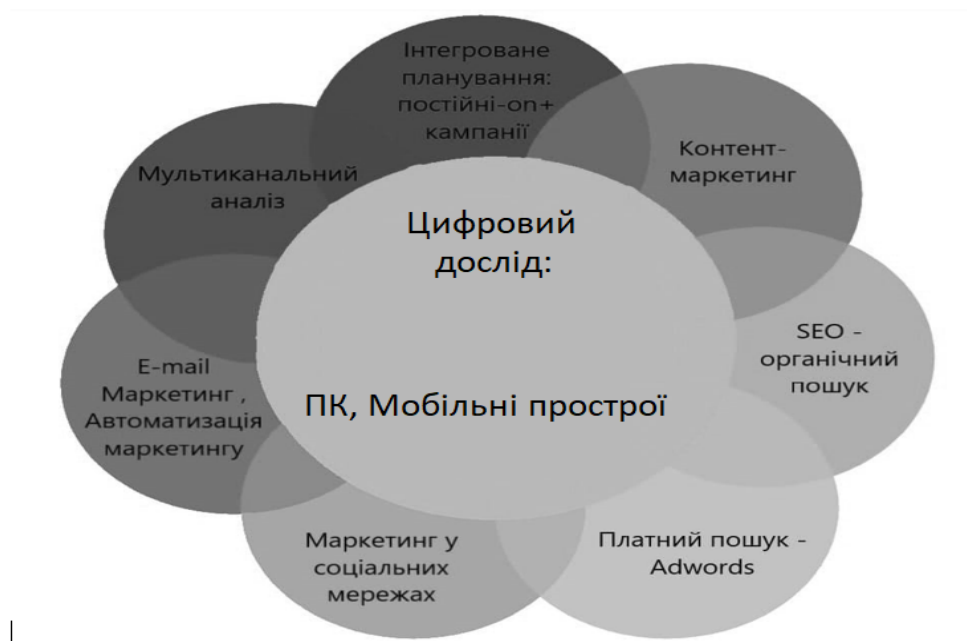 Інтегроване
планування:
постійні-on+
кампанії
Контент-
маркетинг
SEO -
органічний
пошук
Платний пошук -
Adwords
Маркетинг у
соціальних
мережах
E-mail
Маркетинг ,
Автоматизація
маркетингу
Мультиканальний
аналіз
Цифровий
дослід:
ПК, Мобільні прострої